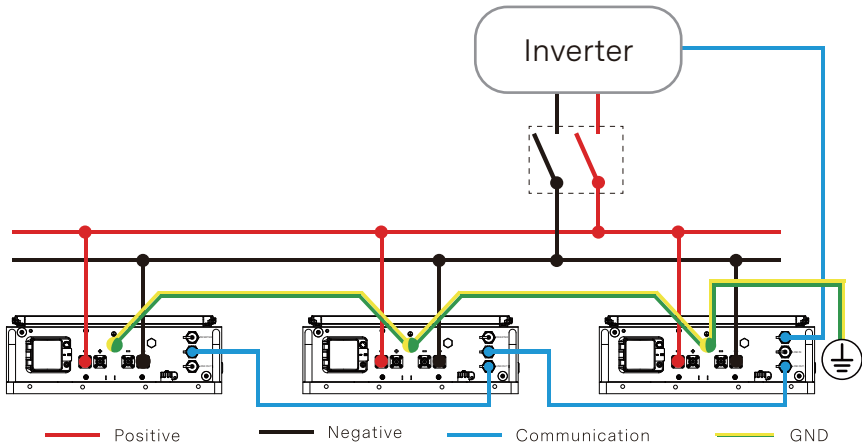 Inverter
Positive
Negative
Communication
GND